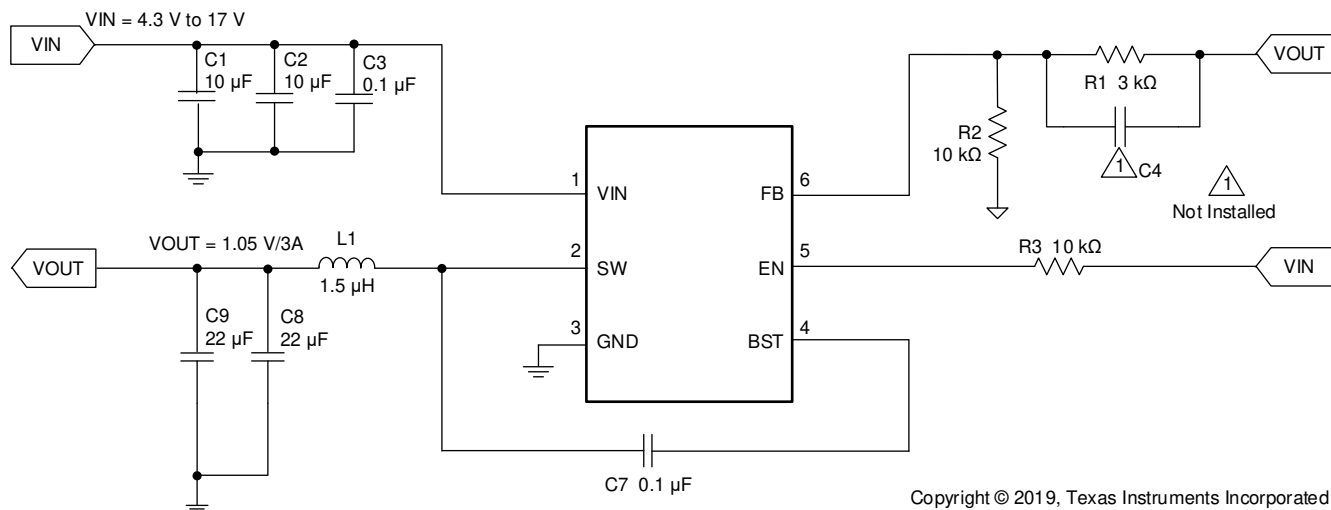 VIN = 4.3 V to 17 V
VIN
C1
10 µF
C2
10 µF
C3
0.1 µF
VOUT
R1 3 kΩ
R2
10 kΩ
1
C4
1
Not Installed
1
VIN
FB
6
VOUT = 1.05 V/3A
L1
1.5 µH
VOUT
2
SW
EN
5
R3 10 kΩ
VIN
C9
22 µF
C8
22 µF
3
GND
BST
4
C7 0.1 µF
Copyright © 2019, Texas Instruments Incorporated